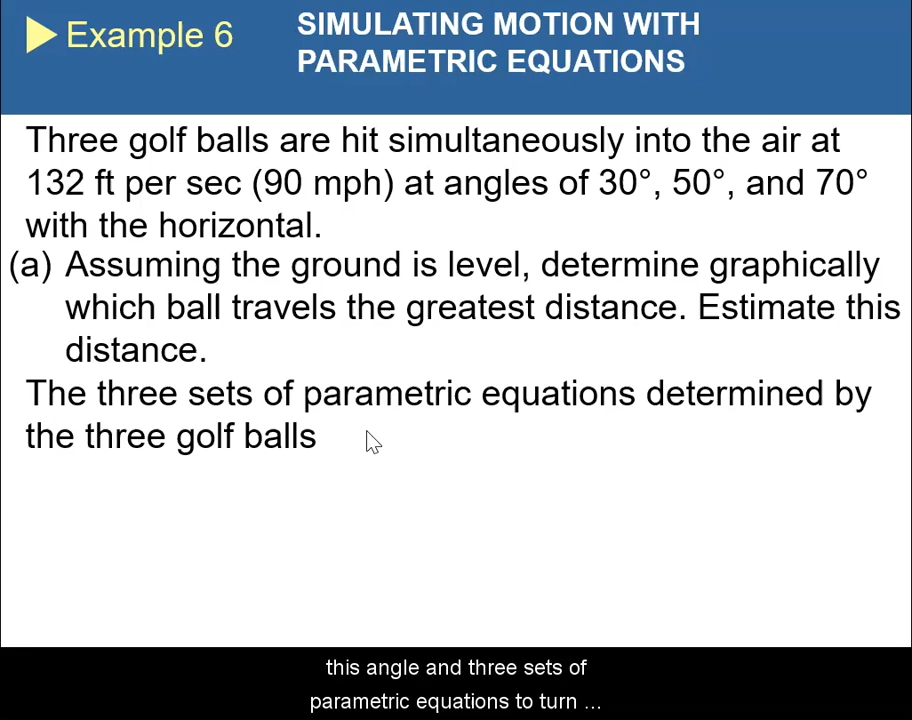 Example 6
SIMULATING MOTION WITH
PARAMETRIC EQUATIONS
Three golf balls are hit simultaneously into the air at
132 ft per sec (90 mph) at angles of 30°, 50°, and 70°
with the horizontal.
(a) Assuming the ground is level, determine graphically
which ball travels the greatest distance. Estimate this
distance.
The three sets of parametric equations determined by
the three golf balls
this angle and three sets of
parametric equations to turn ...